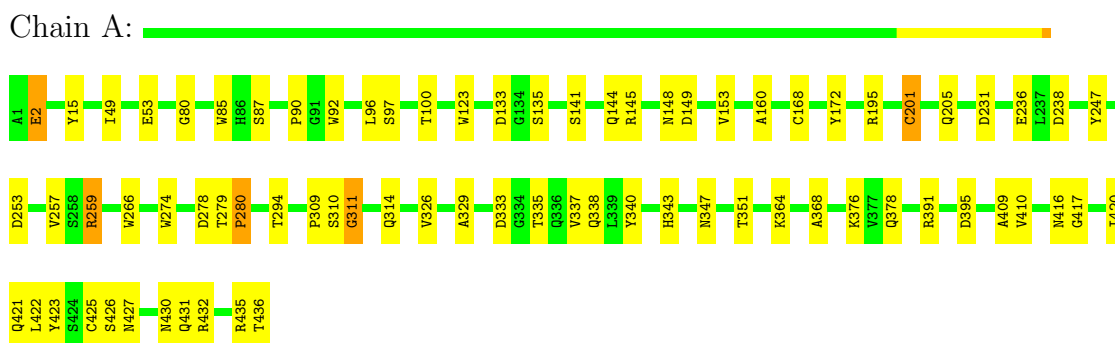 Chain A:
A1 E2 Y15 I49 E53 G80 W85 H86 S87 P90 G91 W92 L96 S97 T100 W123 D133 G134 S135 S141 Q144 R145 N148 D149 V153 A160 C168 Y172 R195 C201 Q205 D231 E236 L237 D238 Y247
D253 V257 S258 R259 W266 W274 D278 T279 P280 T294 P309 S310 G311 Q314 V326 A329 D333 G334 T335 Q336 V337 Q338 L339 Y340 H343 N347 T351 K364 A368 K376 V377 Q378 R391 D395 A409 V410 N416 G417
Q421 L422 Y423 S424 C425 S426 N427 N430 Q431 R432 R435 T436